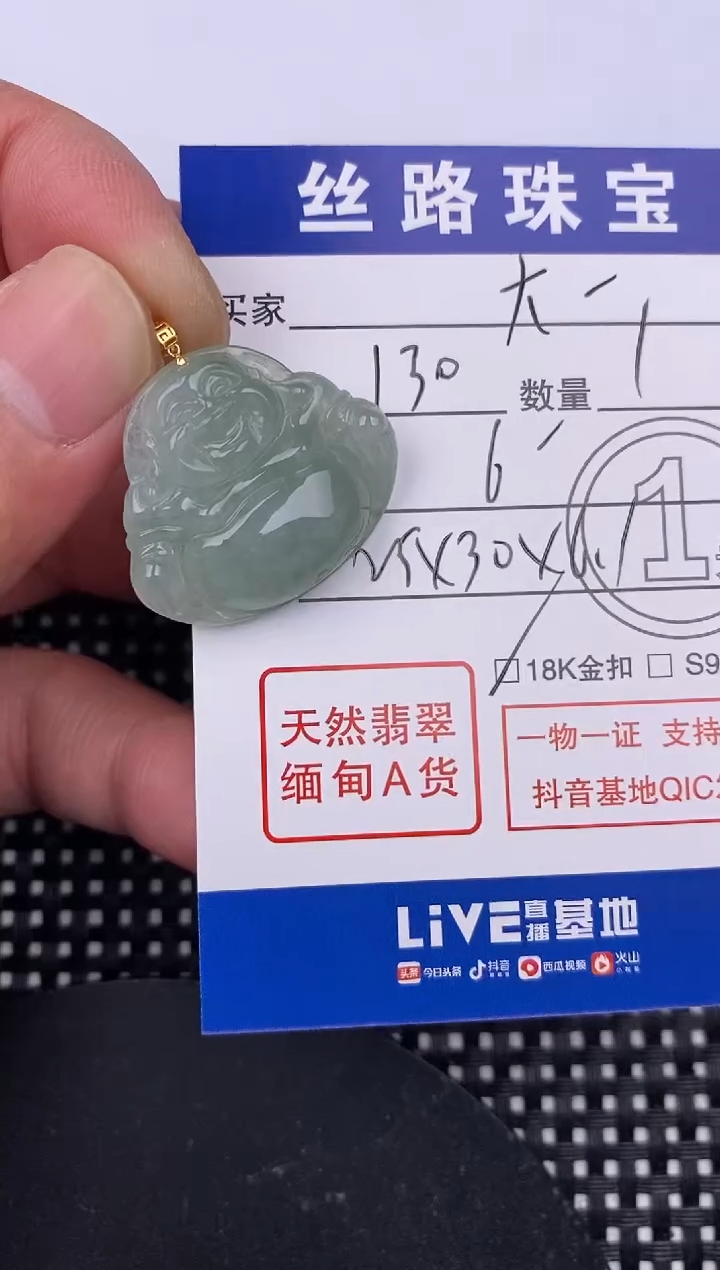 丝路珠宝
买家 大一
130 数量 1
6
25X30X6.1
1
18K金扣 S9
天然翡翠
缅甸A货
一物一证 支持
抖音基地QIC
LiVE直播基地
头条 今日头条 抖音 西瓜视频 火山